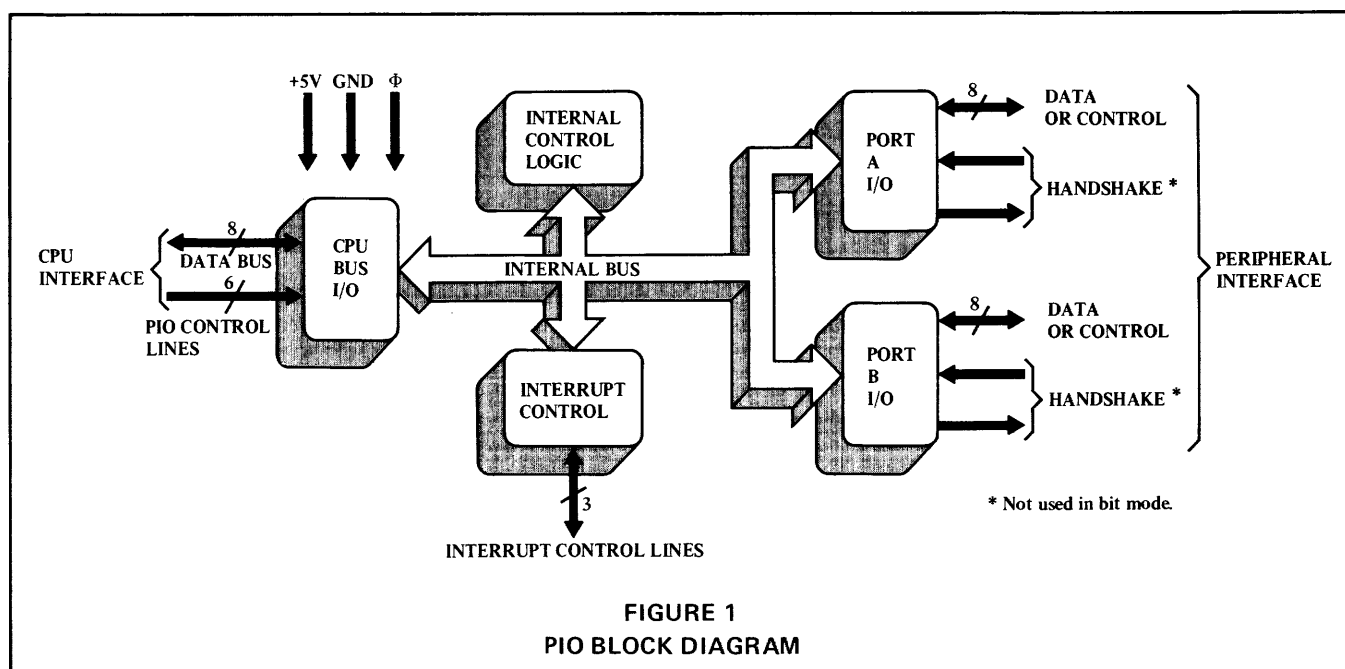 +5V GND Φ
INTERNAL
CONTROL
LOGIC
PORT
A
I/O
8
DATA
OR CONTROL
HANDSHAKE *
CPU
INTERFACE
8
DATA BUS
6
PIO CONTROL
LINES
CPU
BUS
I/O
INTERNAL BUS
PERIPHERAL
INTERFACE
INTERRUPT
CONTROL
3
INTERRUPT CONTROL LINES
PORT
B
I/O
8
DATA
OR CONTROL
HANDSHAKE *
* Not used in bit mode.
FIGURE 1
PIO BLOCK DIAGRAM